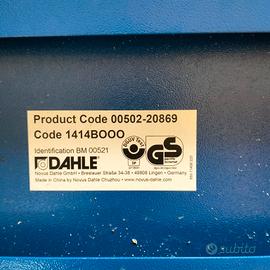 Product Code 00502-20869
Code 1414BOOO
Identification BM 00521
DAHLE
GS
Novus Dahle GmbH • Breslauer Straße 34-38 • 49808 Lingen • Germany
Made in China by Novus Dahle Chuzhou • www.novus-dahle.com
subito